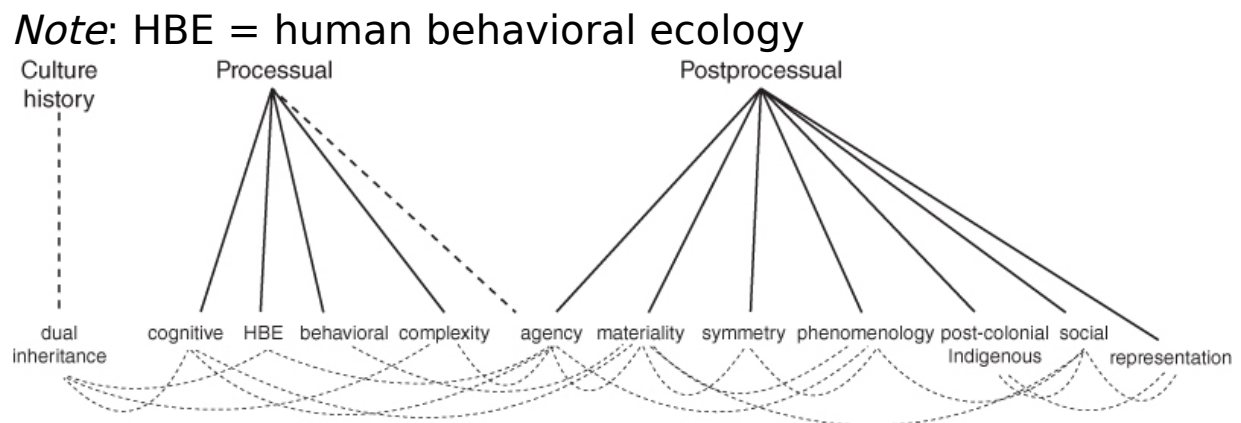 Note: HBE = human behavioral ecology
Culture
history
Processual
Postprocessual
dual
inheritance
cognitive
HBE
behavioral
complexity
agency
materiality
symmetry
phenomenology
post-colonial
Indigenous
social
representation